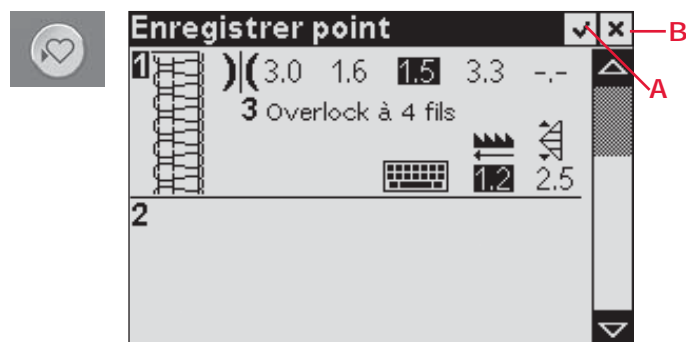 Enregistrer point
B
1 3.0 1.6 1.5 3.3 -.-
A
3 Overlock à 4 fils
1.2 2.5
2